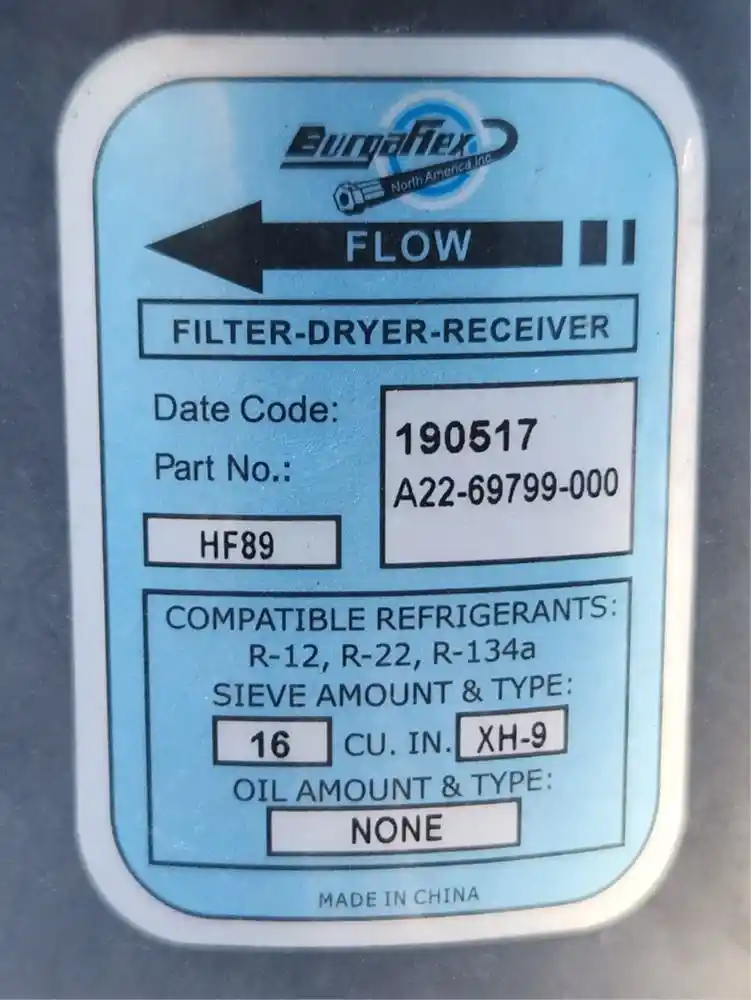 BurgaFlex
North America Inc.
FLOW
FILTER-DRYER-RECEIVER
Date Code:
190517
Part No.:
A22-69799-000
HF89
COMPATIBLE REFRIGERANTS:
R-12, R-22, R-134a
SIEVE AMOUNT & TYPE:
16 CU. IN. XH-9
OIL AMOUNT & TYPE:
NONE
MADE IN CHINA